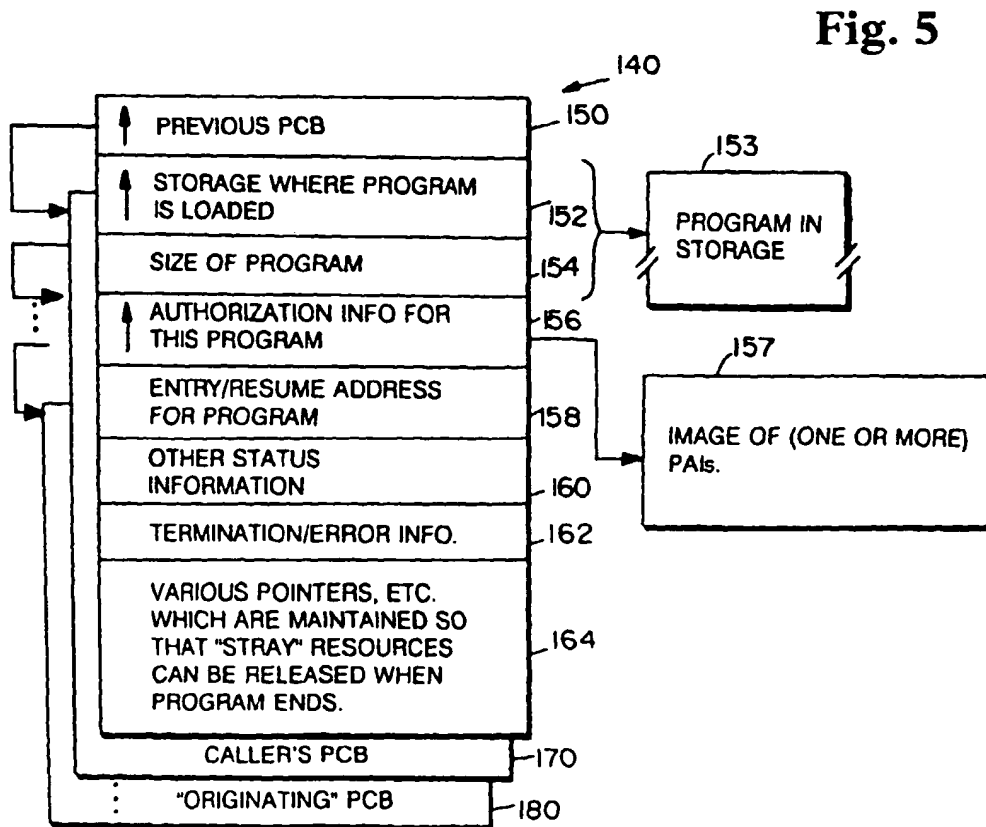 Fig. 5
140
PREVIOUS PCB
150
STORAGE WHERE PROGRAM
IS LOADED
152
SIZE OF PROGRAM
154
AUTHORIZATION INFO FOR
THIS PROGRAM
156
ENTRY/RESUME ADDRESS
FOR PROGRAM
158
OTHER STATUS
INFORMATION
160
TERMINATION/ERROR INFO.
162
VARIOUS POINTERS, ETC.
WHICH ARE MAINTAINED SO
THAT "STRAY" RESOURCES
CAN BE RELEASED WHEN
PROGRAM ENDS.
164
CALLER'S PCB
170
"ORIGINATING" PCB
180
153
PROGRAM IN
STORAGE
157
IMAGE OF (ONE OR MORE)
PAIs.